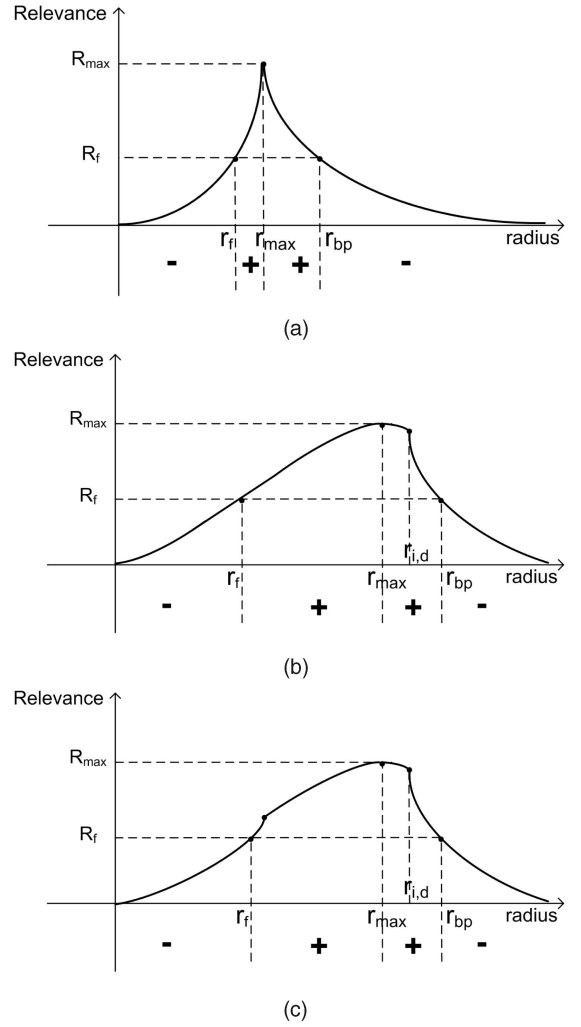 Relevance
Rmax
Rf
rf rmax rbp radius
- + + -
(a)
Relevance
Rmax
Rf
ri,d
rf rmax rbp radius
- + + -
(b)
Relevance
Rmax
Rf
ri,d
rf rmax rbp radius
- + + -
(c)